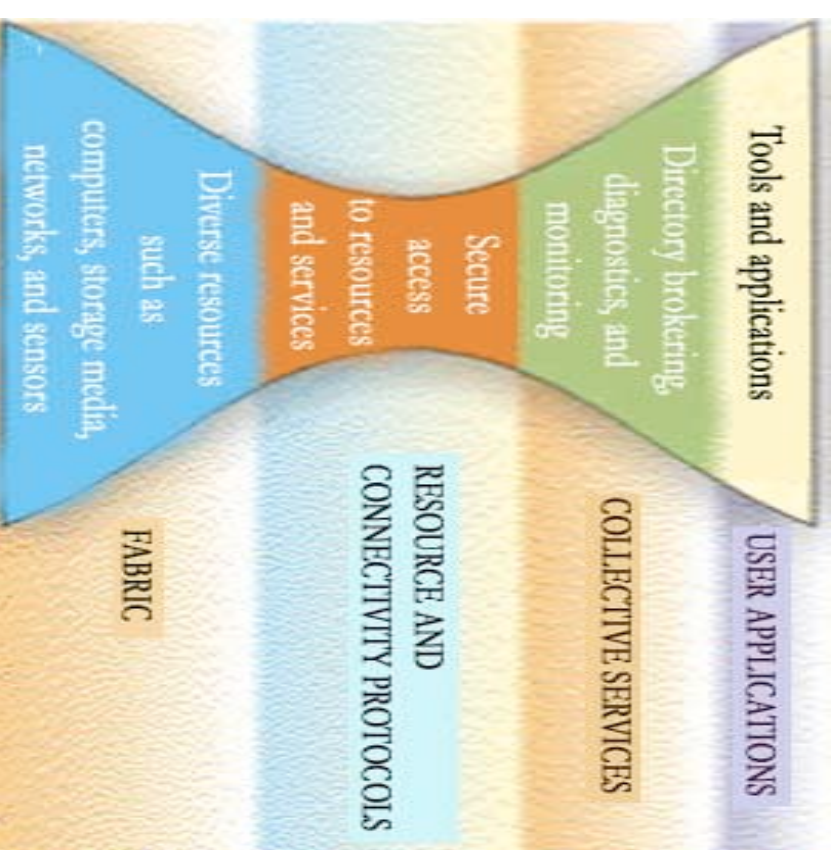 Tools and applications
USER APPLICATIONS
Directory brokering,
diagnostics, and
monitoring
COLLECTIVE SERVICES
Secure
access
to resources
and services
RESOURCE AND
CONNECTIVITY PROTOCOLS
Diverse resources
such as
computers, storage media,
networks, and sensors
FABRIC